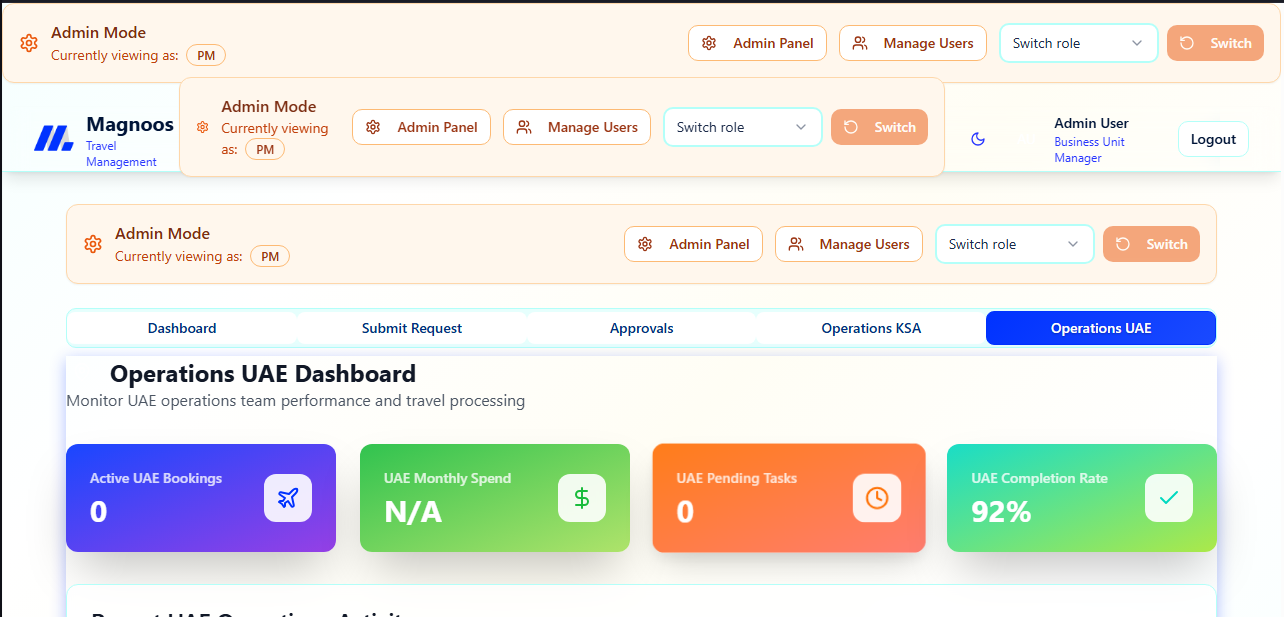 Admin Mode
Currently viewing as: PM
Admin Panel
Manage Users
Switch role
Switch
Magnoos
Travel
Management
Admin Mode
Currently viewing
as: PM
Admin Panel
Manage Users
Switch role
Switch
Admin User
Business Unit
Manager
Logout
Admin Mode
Currently viewing as: PM
Admin Panel
Manage Users
Switch role
Switch
Dashboard
Submit Request
Approvals
Operations KSA
Operations UAE
Operations UAE Dashboard
Monitor UAE operations team performance and travel processing
Active UAE Bookings
0
UAE Monthly Spend
N/A
UAE Pending Tasks
0
UAE Completion Rate
92%
Recent UAE Operations Activity